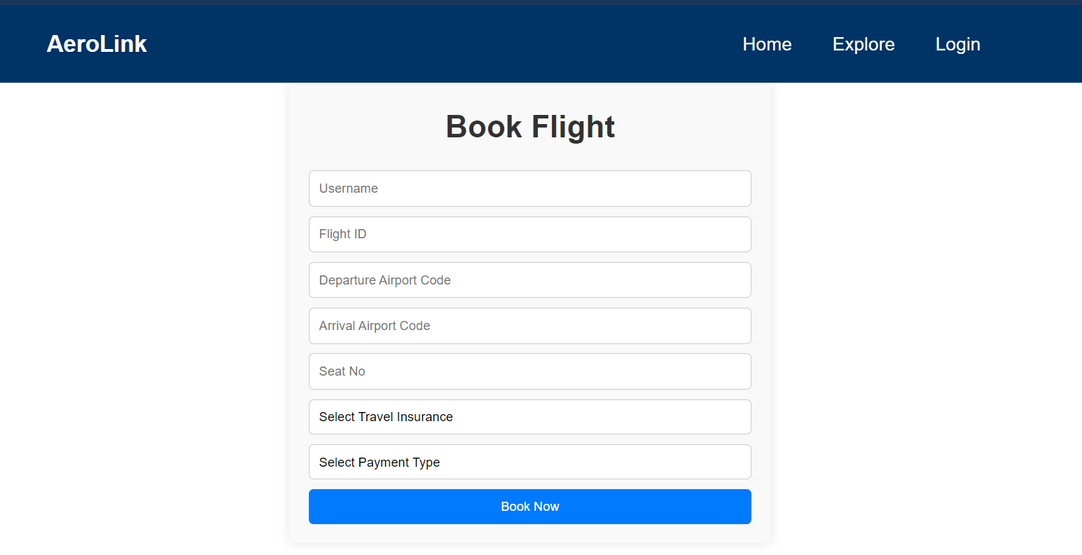 AeroLink Home Explore Login
Book Flight
Username
Flight ID
Departure Airport Code
Arrival Airport Code
Seat No
Select Travel Insurance
Select Payment Type
Book Now